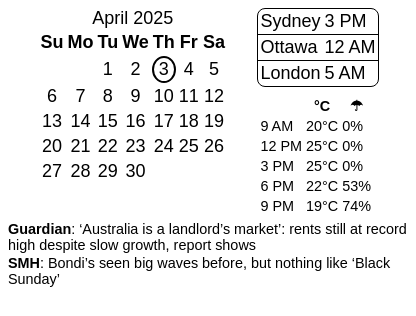 April 2025
Su Mo Tu We Th Fr Sa
1 2 3 4 5
6 7 8 9 10 11 12
13 14 15 16 17 18 19
20 21 22 23 24 25 26
27 28 29 30
Sydney 3 PM
Ottawa 12 AM
London 5 AM
°C ☂
9 AM 20°C 0%
12 PM 25°C 0%
3 PM 25°C 0%
6 PM 22°C 53%
9 PM 19°C 74%
Guardian: ‘Australia is a landlord’s market’: rents still at record
high despite slow growth, report shows
SMH: Bondi’s seen big waves before, but nothing like ‘Black
Sunday’